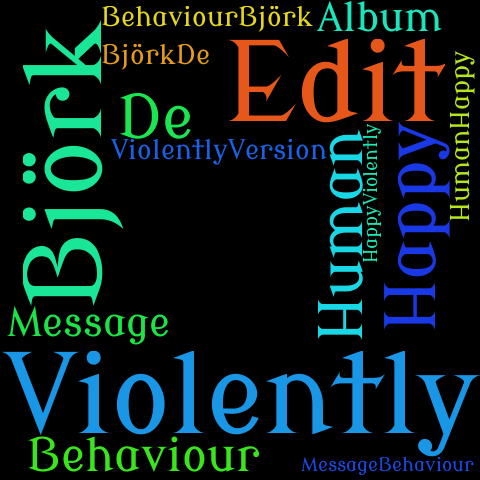 BehaviourBjörk
Album
BjörkDe
Edit
Björk
De
ViolentlyVersion
Human
HappyViolently
Happy
HumanHappy
Message
Violently
Behaviour
MessageBehaviour